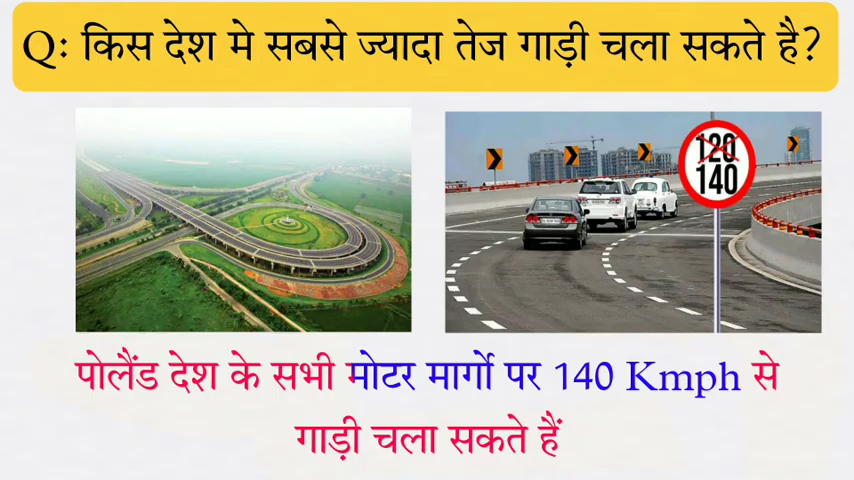 Q: किस देश मे सबसे ज्यादा तेज गाड़ी चला सकते है?
120
140
पोलैंड देश के सभी मोटर मार्गो पर 140 Kmph से
गाड़ी चला सकते हैं